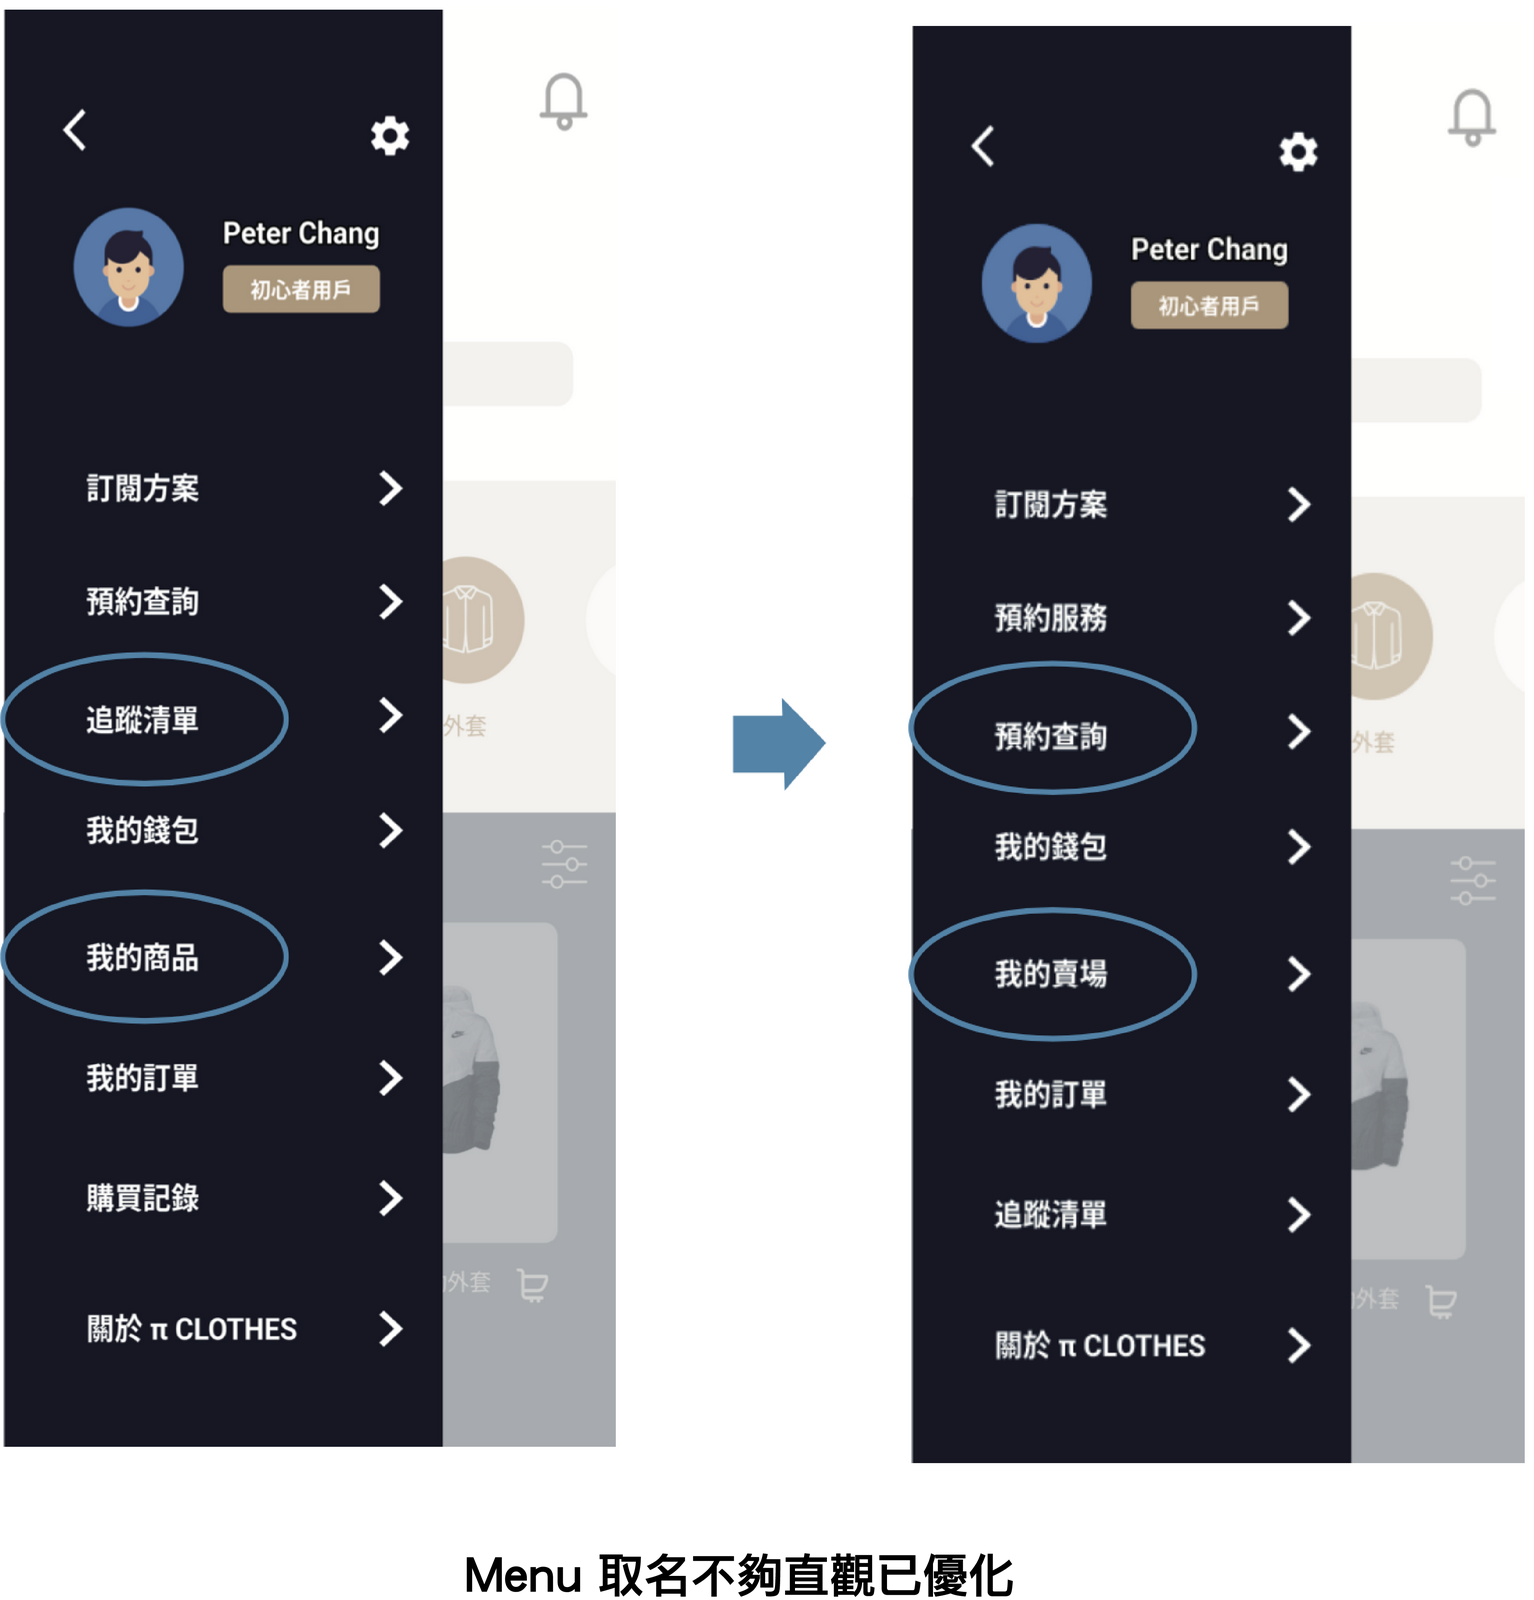 Peter Chang
初心者用戶
訂閱方案
預約查詢
追蹤清單
外套
我的錢包
我的商品
我的訂單
購買記錄
外套
關於 π CLOTHES
Peter Chang
初心者用戶
訂閱方案
預約服務
預約查詢
外套
我的錢包
我的賣場
我的訂單
追蹤清單
外套
關於 π CLOTHES
Menu 取名不夠直觀已優化